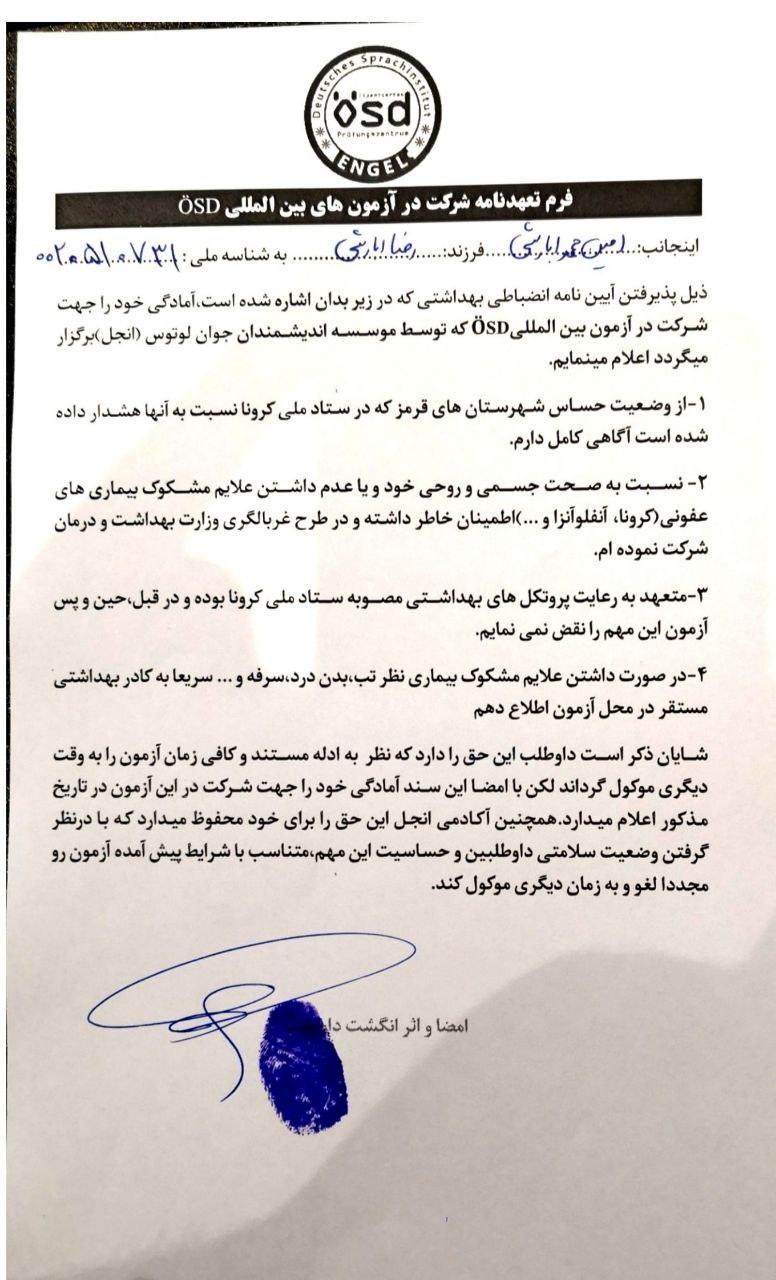 Deutsches Sprachinstitut
ösd
Prüfungszentrum
ENGEL
فرم تعهدنامه شرکت در آزمون های بین المللی ÖSD
اینجانب:.......... فرزند:.....رضا......... به شناسه ملی :
ذیل پذیرفتن آیین نامه انضباطی بهداشتی که در زیر بدان اشاره شده است،آمادگی خود را جهت
شرکت در آزمون بین المللیÖSD که توسط موسسه اندیشمندان جوان لوتوس (انجل)برگزار
میگردد اعلام مینمایم.
۱-از وضعیت حساس شهرستان های قرمز که در ستاد ملی کرونا نسبت به آنها هشدار داده
شده است آگاهی کامل دارم.
۲- نسبت به صحت جسمی و روحی خود و یا عدم داشتن علایم مشکوک بیماری های
عفونی(کرونا، آنفلوآنزا و ...)اطمینان خاطر داشته و در طرح غربالگری وزارت بهداشت و درمان
شرکت نموده ام.
۳-متعهد به رعایت پروتکل های بهداشتی مصوبه ستاد ملی کرونا بوده و در قبل،حین و پس
آزمون این مهم را نقض نمی نمایم.
۴-در صورت داشتن علایم مشکوک بیماری نظر تب،بدن درد،سرفه و ... سریعا به کادر بهداشتی
مستقر در محل آزمون اطلاع دهم
شایان ذکر است داوطلب این حق را دارد که نظر به ادله مستند و کافی زمان آزمون را به وقت
دیگری موکول گرداند لکن با امضا این سند آمادگی خود را جهت شرکت در این آزمون در تاریخ
مذکور اعلام میدارد.همچنین آکادمی انجل این حق را برای خود محفوظ میدارد که با درنظر
گرفتن وضعیت سلامتی داوطلبین و حساسیت این مهم،متناسب با شرایط پیش آمده آزمون رو
مجددا لغو و به زمان دیگری موکول کند.
امضا و اثر انگشت